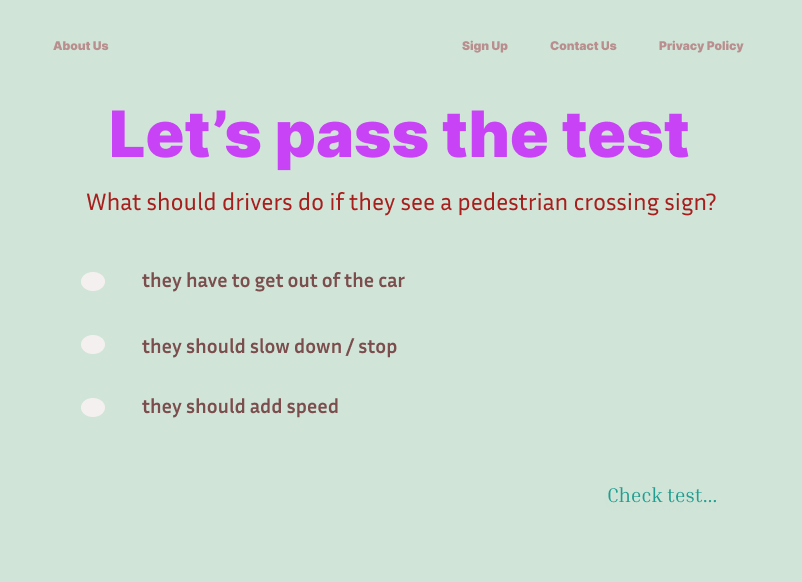 About Us
Sign Up
Contact Us
Privacy Policy
Let’s pass the test
What should drivers do if they see a pedestrian crossing sign?
they have to get out of the car
they should slow down / stop
they should add speed
Check test...